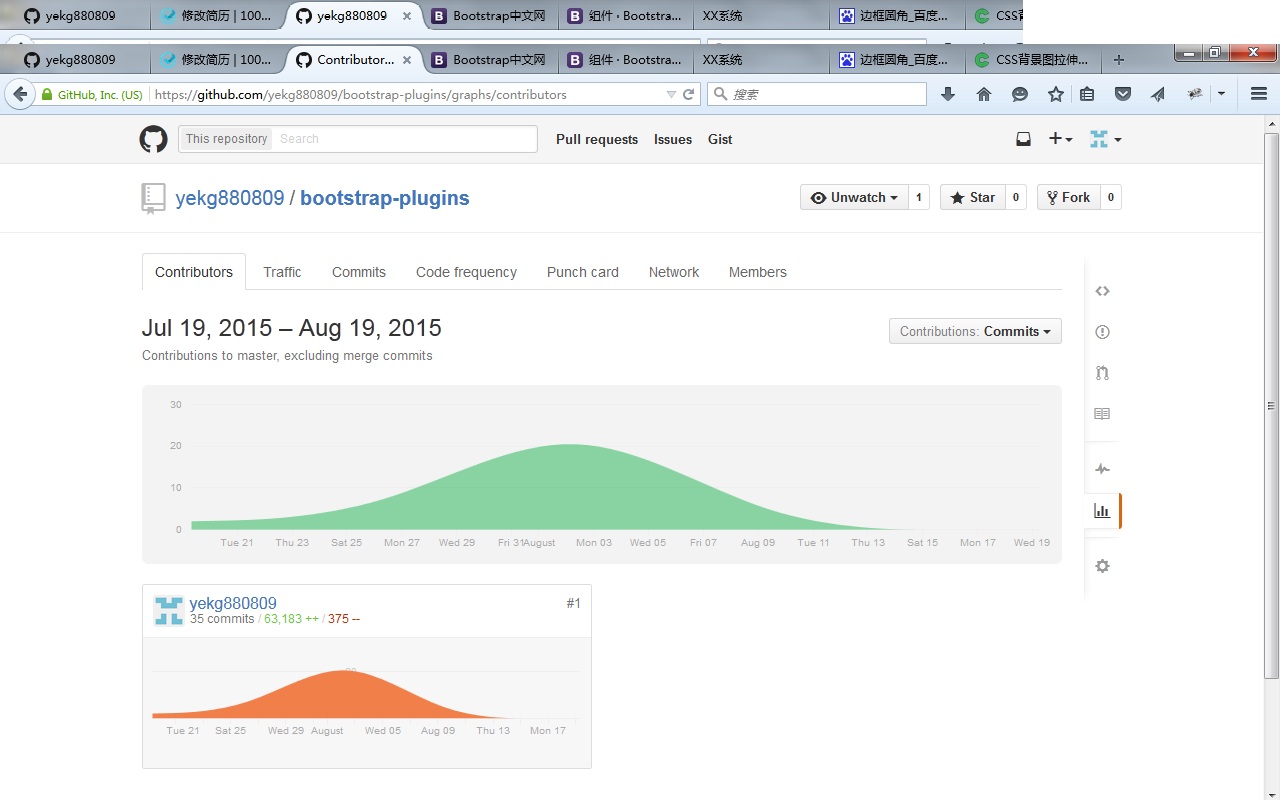 yekg880809 修改简历 | 100... yekg880809 × Bootstrap中文网 组件 · Bootstra... XX系统 边框圆角_百度... CSS背
yekg880809 修改简历 | 100... Contributor... × Bootstrap中文网 组件 · Bootstra... XX系统 边框圆角_百度... CSS背景图拉伸...
GitHub, Inc. (US) https://github.com/yekg880809/bootstrap-plugins/graphs/contributors 搜索
This repository Search Pull requests Issues Gist
yekg880809 / bootstrap-plugins Unwatch 1 Star 0 Fork 0
Contributors Traffic Commits Code frequency Punch card Network Members
Jul 19, 2015 – Aug 19, 2015
Contributions: Commits
Contributions to master, excluding merge commits
30
20
10
0
Tue 21 Thu 23 Sat 25 Mon 27 Wed 29 Fri 31 August Mon 03 Wed 05 Fri 07 Aug 09 Tue 11 Thu 13 Sat 15 Mon 17 Wed 19
yekg880809 #1
35 commits / 63,183 ++ / 375 --
Tue 21 Sat 25 Wed 29 August Wed 05 Aug 09 Thu 13 Mon 17